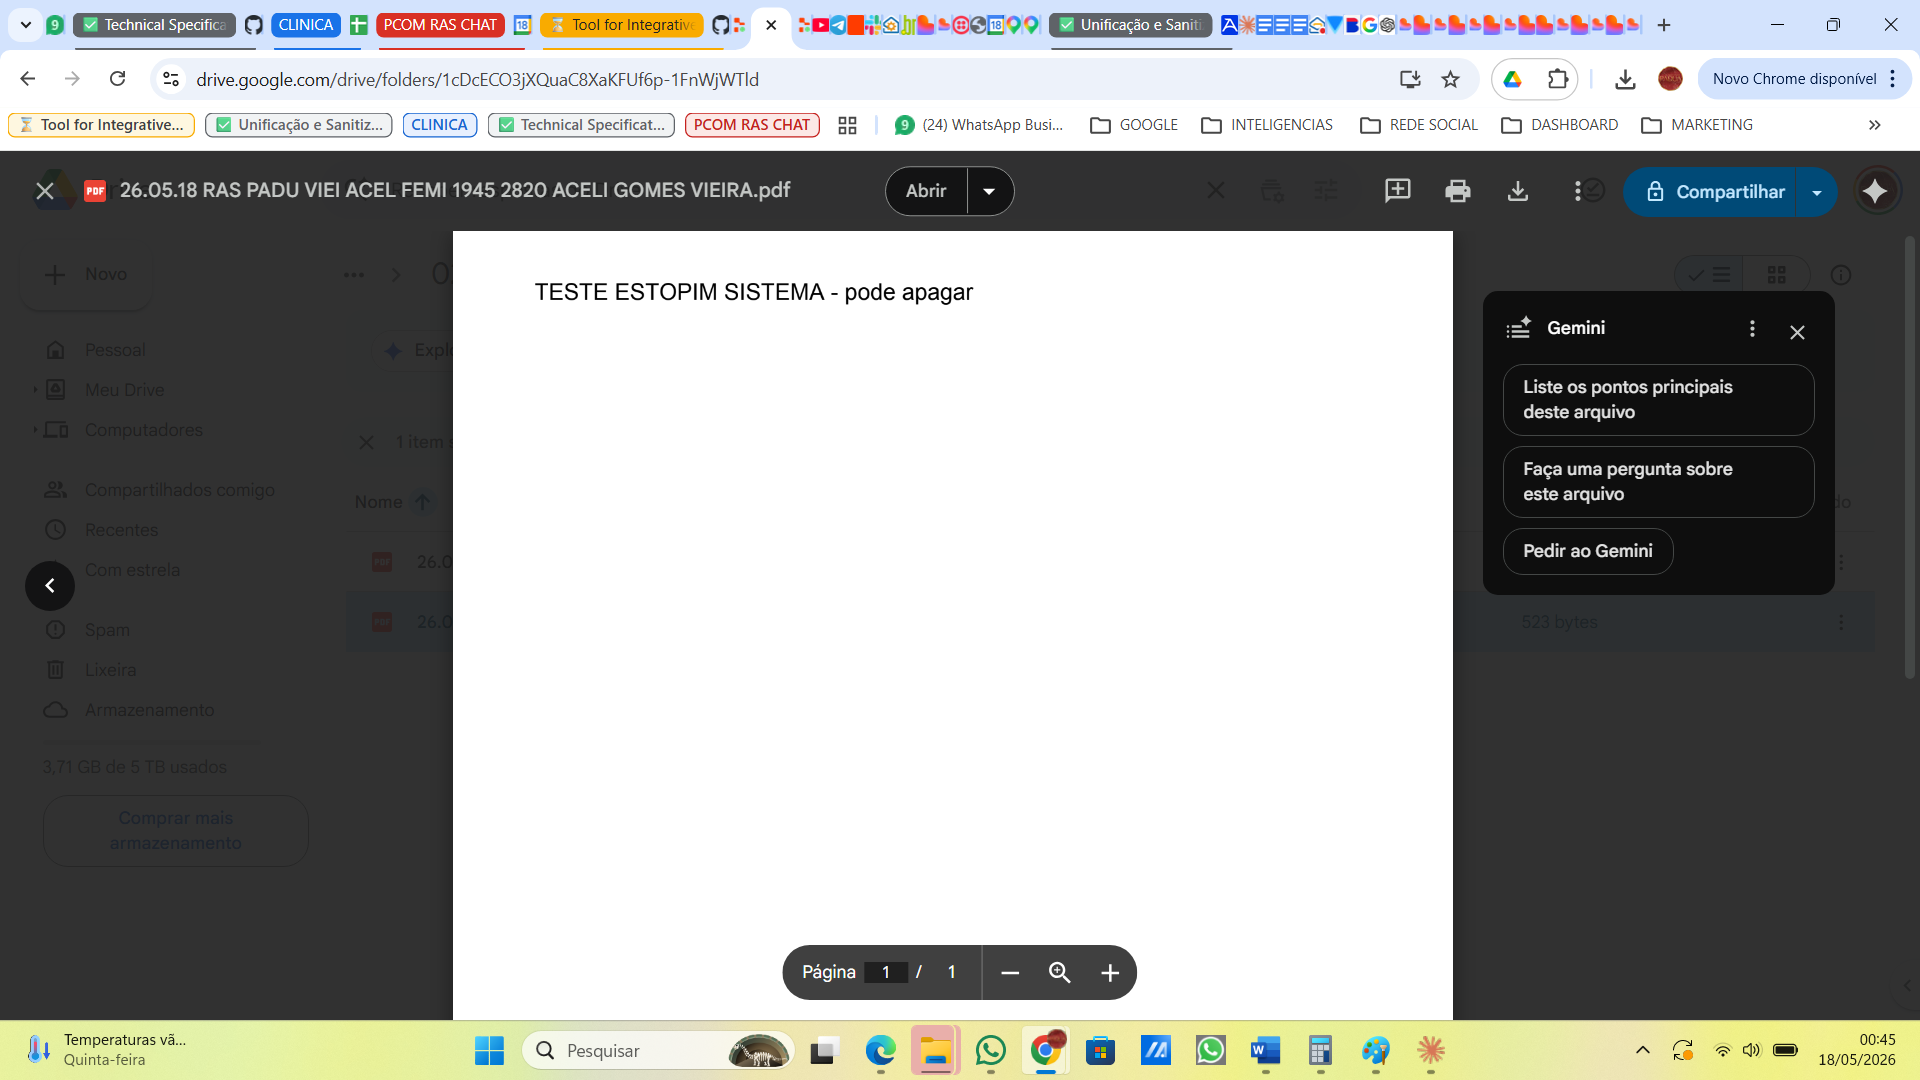 Technical Specifica
CLINICA
PCOM RAS CHAT
Tool for Integrative
Unificação e Saniti
drive.google.com/drive/folders/1cDcECO3jXQuaC8XaKFUf6p-1FnWjWTld
Novo Chrome disponível
Tool for Integrative...
Unificação e Sanitiz...
CLINICA
Technical Specificat...
PCOM RAS CHAT
(24) WhatsApp Busi...
GOOGLE
INTELIGENCIAS
REDE SOCIAL
DASHBOARD
MARKETING
PDF
26.05.18 RAS PADU VIEI ACEL FEMI 1945 2820 ACELI GOMES VIEIRA.pdf
Abrir
Compartilhar
Novo
TESTE ESTOPIM SISTEMA - pode apagar
Gemini
Liste os pontos principais
deste arquivo
Faça uma pergunta sobre
este arquivo
Pedir ao Gemini
Pessoal
Meu Drive
Computadores
Compartilhados comigo
Recentes
Com estrela
Spam
Lixeira
Armazenamento
3,71 GB de 5 TB usados
Comprar mais
armazenamento
Explo
1 item s
Nome
26.0
26.0
523 bytes
Página 1 / 1
Temperaturas vã...
Quinta-feira
Pesquisar
00:45
18/05/2026